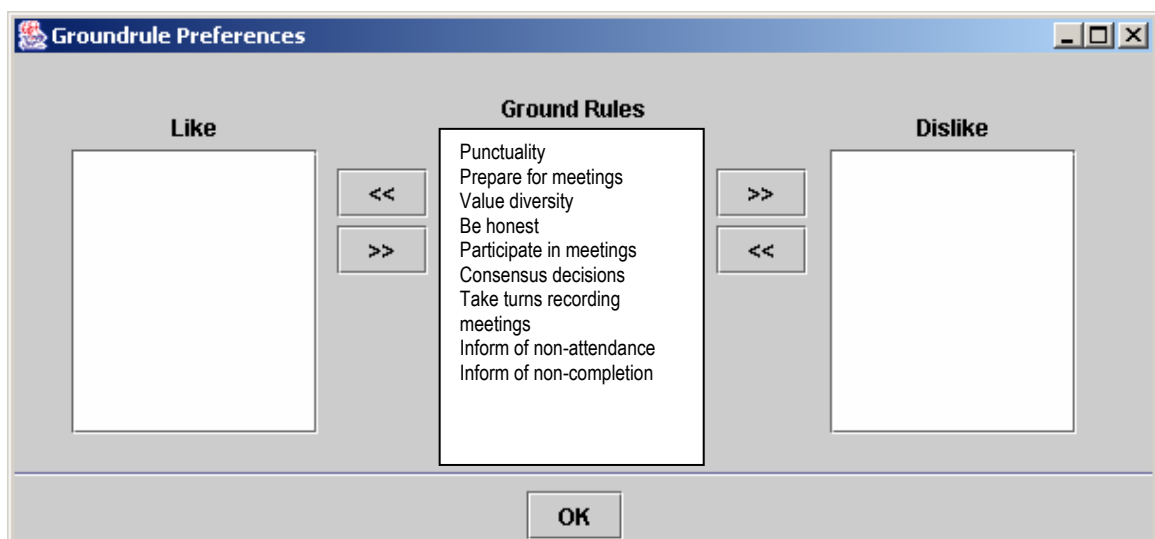 Groundrule Preferences
Like
Ground Rules
Dislike
<<
>>
Punctuality
Prepare for meetings
Value diversity
Be honest
Participate in meetings
Consensus decisions
Take turns recording
meetings
Inform of non-attendance
Inform of non-completion
>>
<<
OK